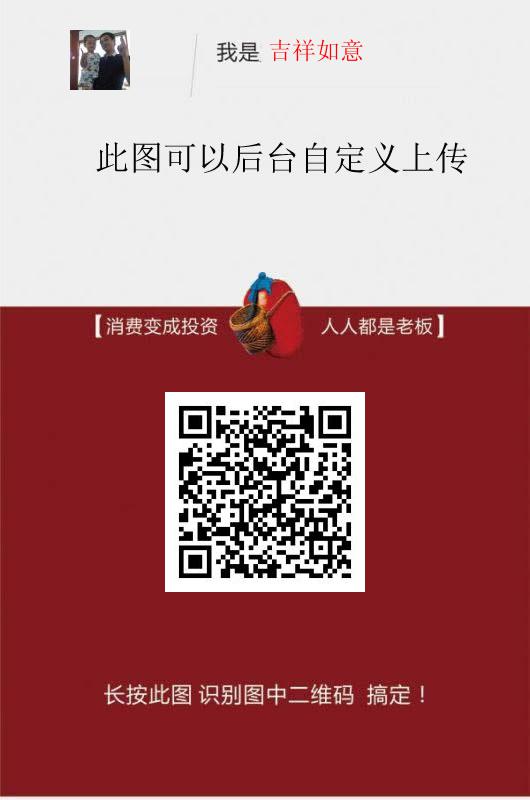 我是 吉祥如意
此图可以后台自定义上传
【消费变成投资 人人都是老板】
长按此图 识别图中二维码 搞定！